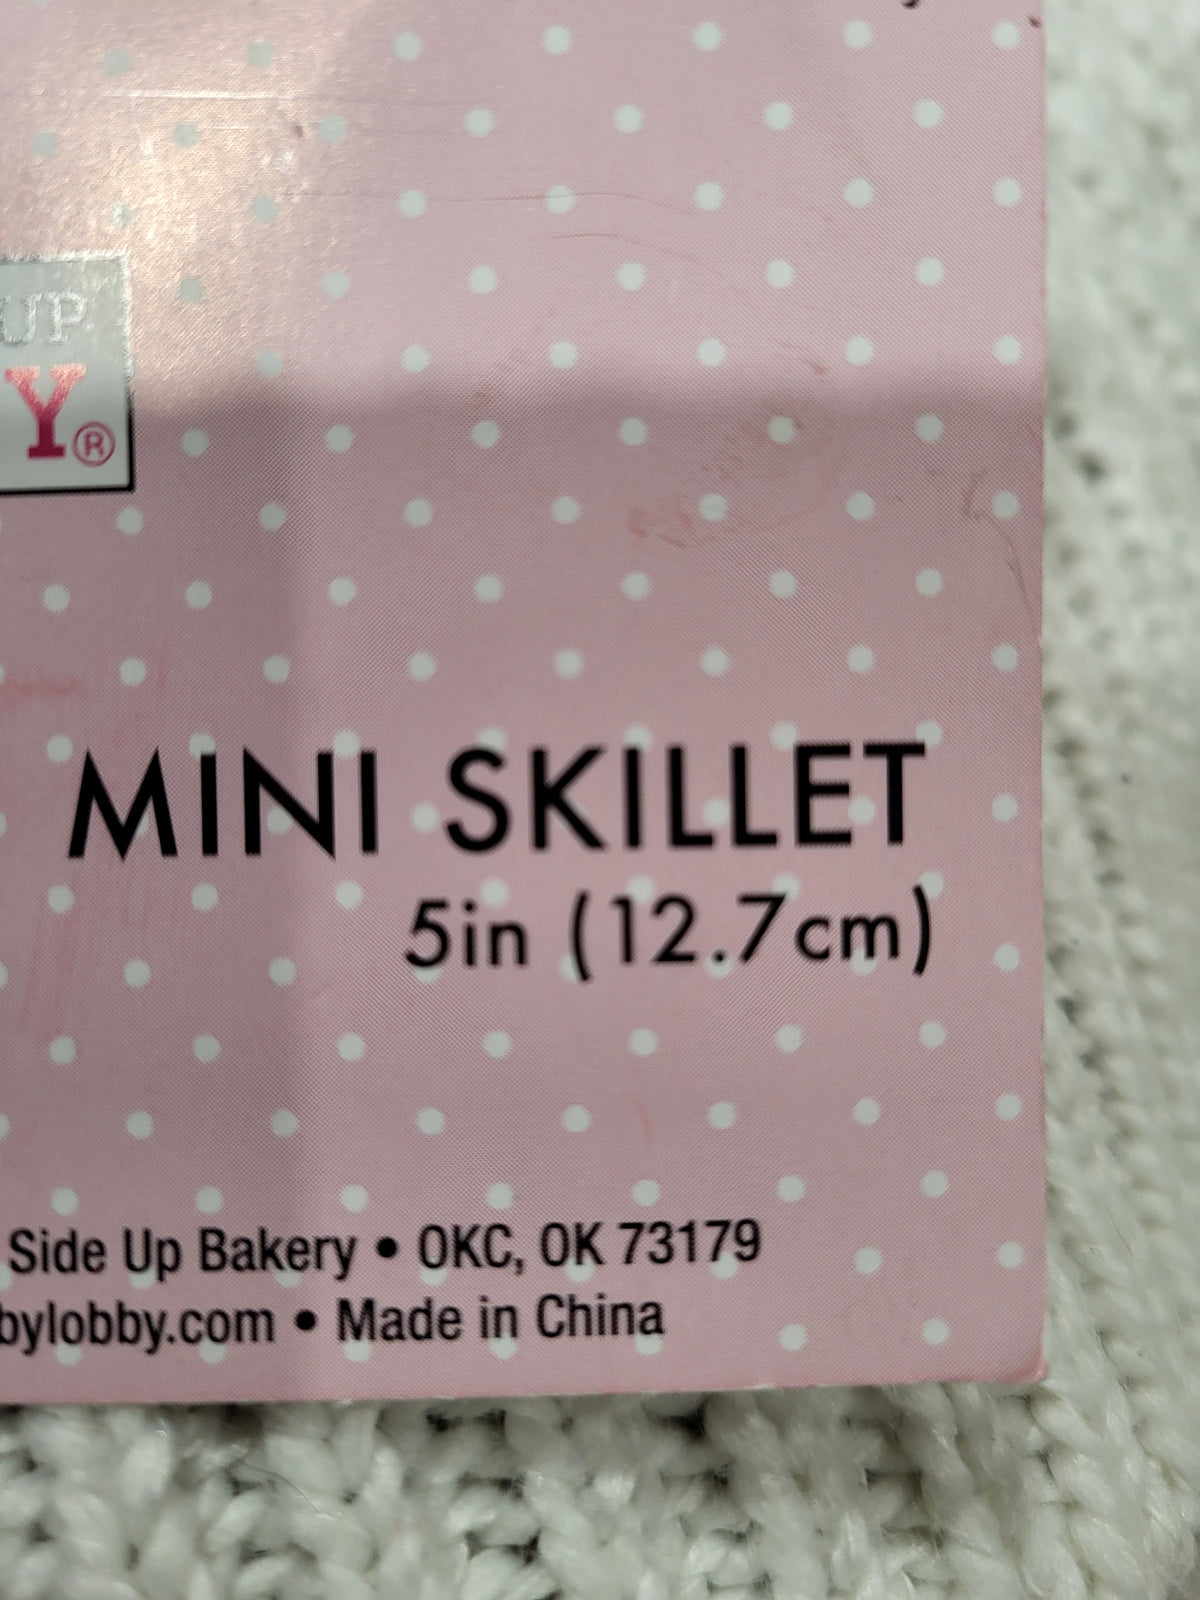 UP
Y®
MINI SKILLET
5in (12.7cm)
Side Up Bakery • OKC, OK 73179
bylobby.com • Made in China